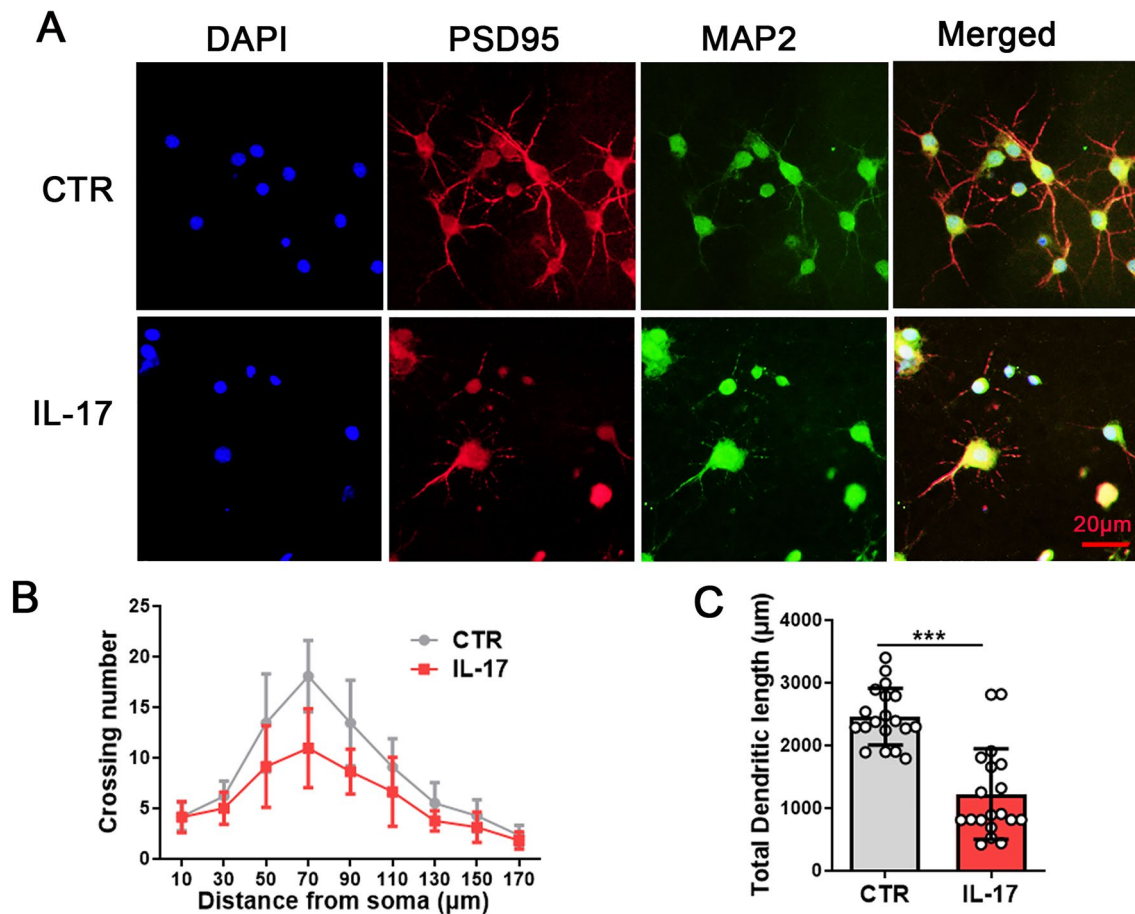 A
DAPI PSD95 MAP2 Merged
CTR
IL-17
20μm
B
25
20
15
10
5
0
Crossing number
CTR
IL-17
10 30 50 70 90 110 130 150 170
Distance from soma (μm)
C
4000
3000
2000
1000
0
Total Dendritic length (μm)
***
CTR IL-17